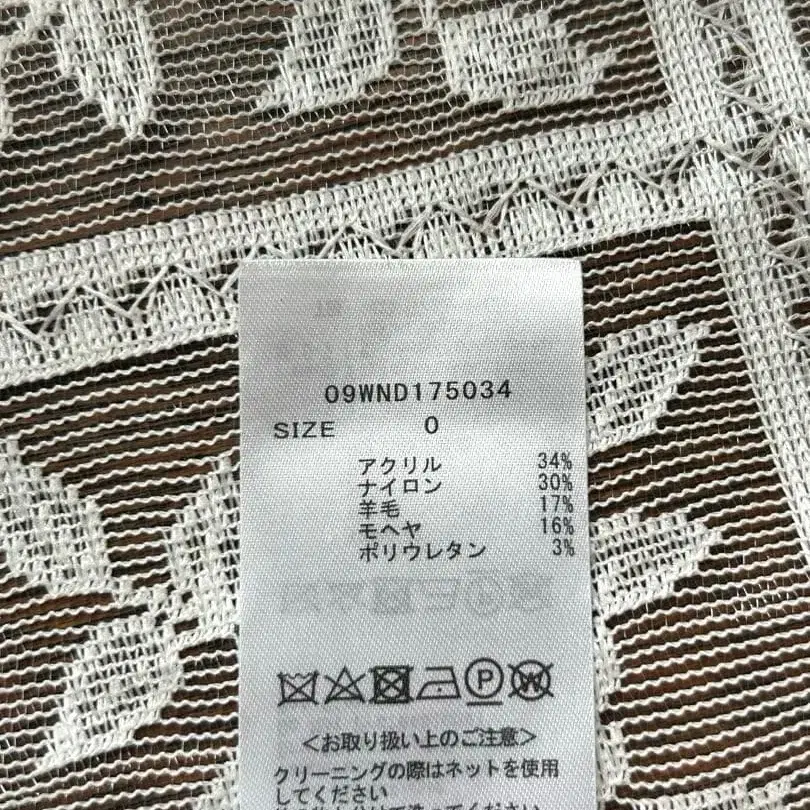 09WND175034
SIZE 0
アクリル 34%
ナイロン 30%
羊毛 17%
モヘヤ 16%
ポリウレタン 3%
P W
<お取り扱い上のご注意>
クリーニングの際はネットを使用
してください